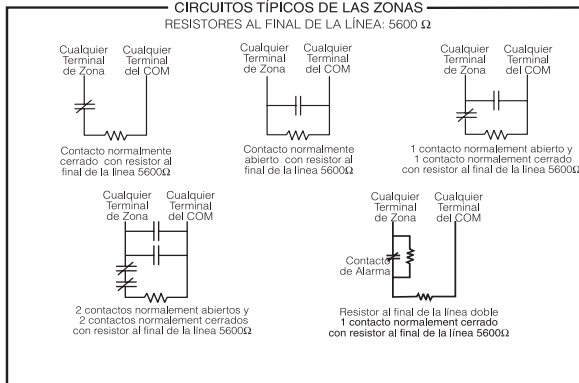 CIRCUITOS TÍPICOS DE LAS ZONAS
RESISTORES AL FINAL DE LA LÍNEA: 5600 Ω
Cualquier
Terminal
de Zona
Cualquier
Terminal
del COM
Contacto normalmente
cerrado con resistor al
final de la línea 5600Ω
Cualquier
Terminal
de Zona
Cualquier
Terminal
del COM
Contacto normalmente
abierto con resistor al
final de la línea 5600Ω
Cualquier
Terminal
de Zona
Cualquier
Terminal
del COM
1 contacto normalment abierto y
1 contacto normalement cerrado
con resistor al final de la línea 5600Ω
Cualquier
Terminal
de Zona
Cualquier
Terminal
del COM
2 contactos normalement abiertos y
2 contactos normalement cerrados
con resistor al final de la línea 5600Ω
Cualquier
Terminal
de Zona
Cualquier
Terminal
del COM
Contacto
de Alarma
Resistor al final de la línea doble
1 contacto normalement cerrado
con resistor al final de la línea 5600Ω